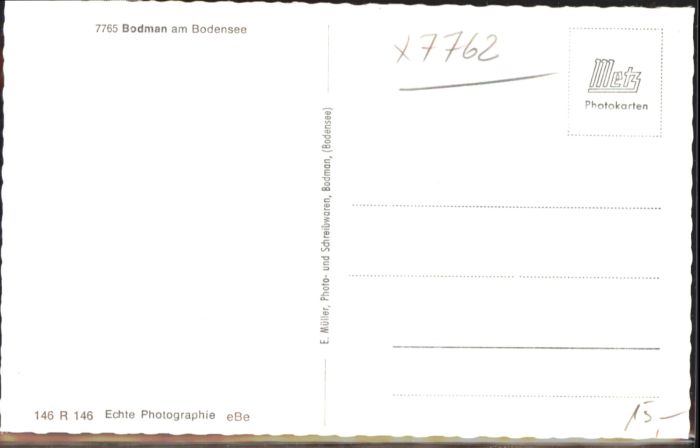 7765 Bodman am Bodensee
x7762
Metz
Photokarten
E. Müller, Photo- und Schreibwaren, Bodman, (Bodensee)
146 R 146 Echte Photographie eBe
15,-